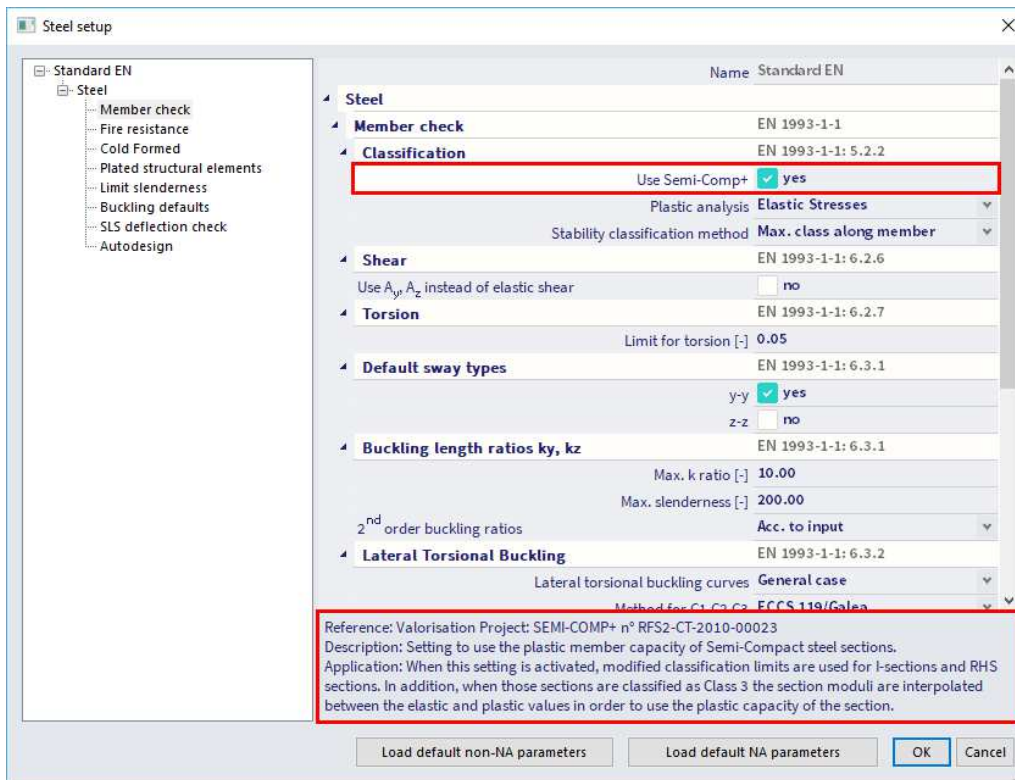 Steel setup
Standard EN
Steel
Member check
Fire resistance
Cold Formed
Plated structural elements
Limit slenderness
Buckling defaults
SLS deflection check
Autodesign
Name Standard EN
Steel
Member check EN 1993-1-1
Classification EN 1993-1-1: 5.2.2
Use Semi-Comp+ yes
Plastic analysis Elastic Stresses
Stability classification method Max. class along member
Shear EN 1993-1-1: 6.2.6
Use Ay, Az instead of elastic shear no
Torsion EN 1993-1-1: 6.2.7
Limit for torsion [-] 0.05
Default sway types EN 1993-1-1: 6.3.1
y-y yes
z-z no
Buckling length ratios ky, kz EN 1993-1-1: 6.3.1
Max. k ratio [-] 10.00
Max. slenderness [-] 200.00
2nd order buckling ratios Acc. to input
Lateral Torsional Buckling EN 1993-1-1: 6.3.2
Lateral torsional buckling curves General case
Method for C1 C2 C3 ECCS 119/Galea
Reference: Valorisation Project: SEMI-COMP+ n° RFS2-CT-2010-00023
Description: Setting to use the plastic member capacity of Semi-Compact steel sections.
Application: When this setting is activated, modified classification limits are used for I-sections and RHS
sections. In addition, when those sections are classified as Class 3 the section moduli are interpolated
between the elastic and plastic values in order to use the plastic capacity of the section.
Load default non-NA parameters Load default NA parameters OK Cancel